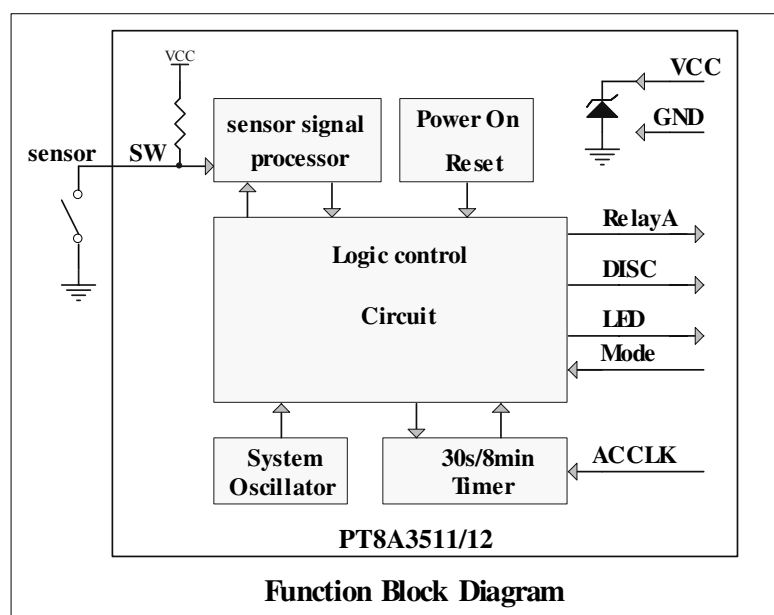 VCC
VCC
sensor signal
processor
Power On
Reset
GND
sensor
SW
RelayA
Logic control
Circuit
DISC
LED
Mode
System
Oscillator
30s/8min
Timer
ACCLK
PT8A3511/12
Function Block Diagram